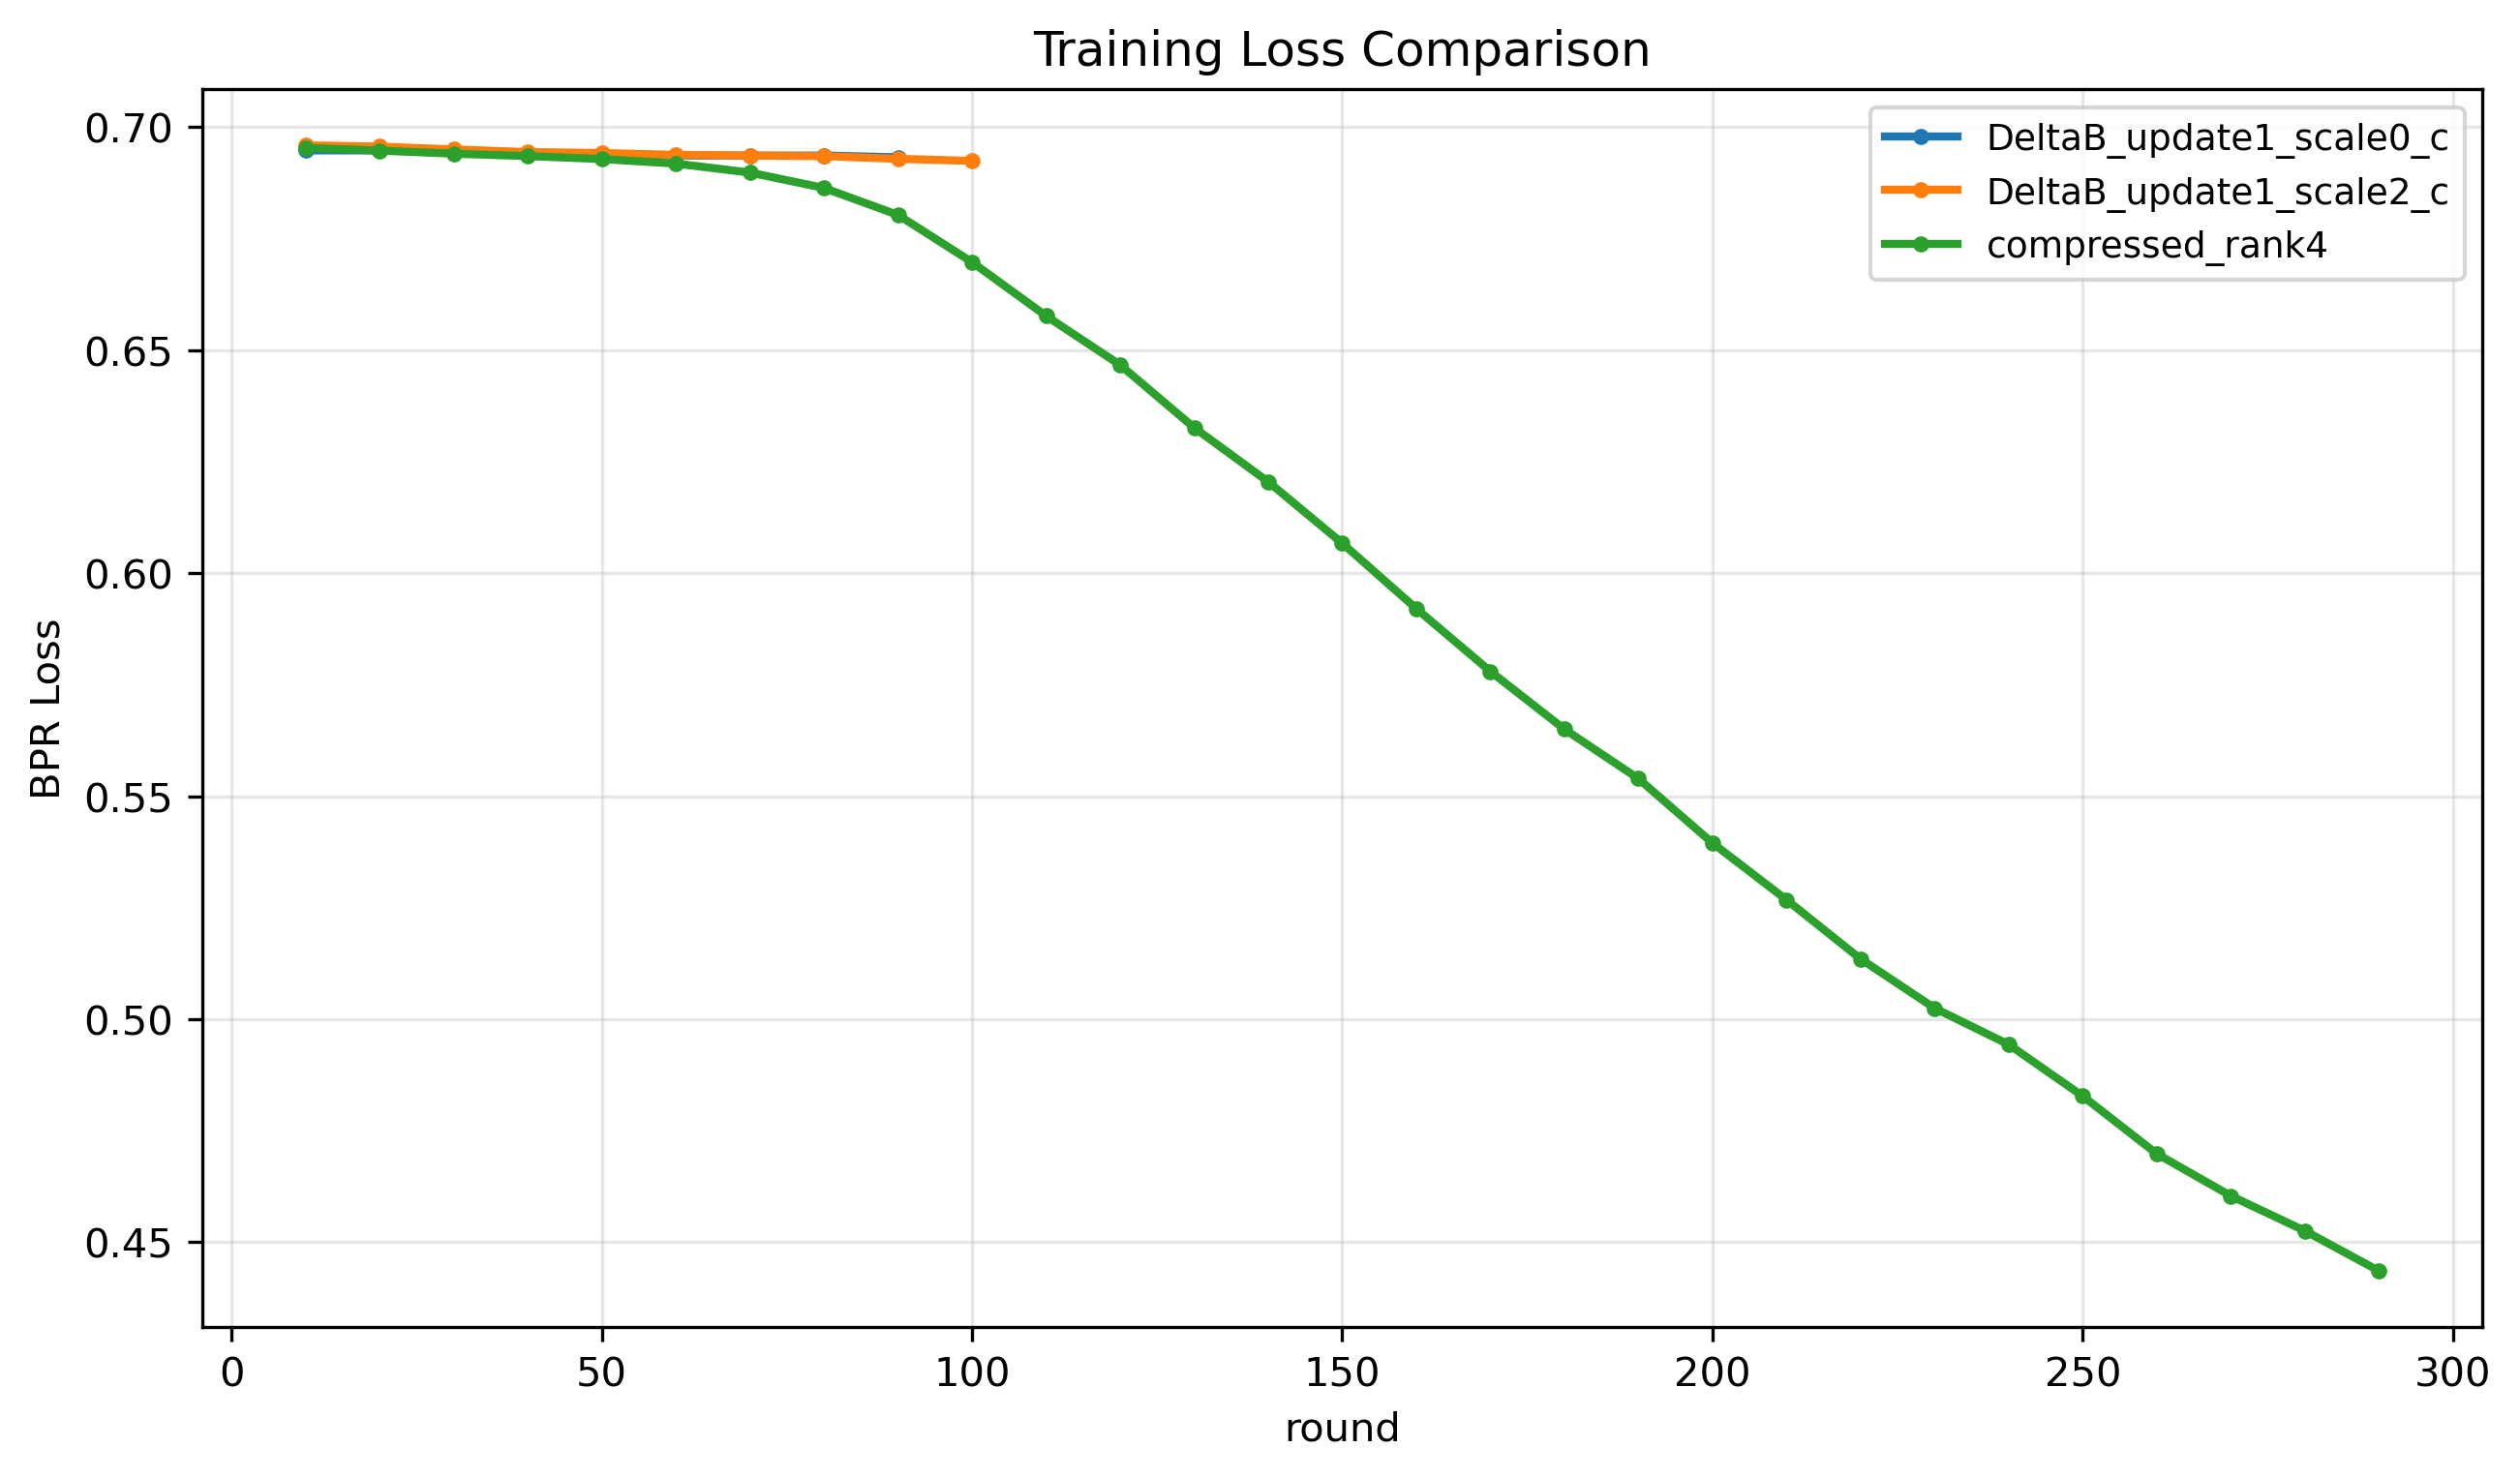 Training Loss Comparison
DeltaB_update1_scale0_c
DeltaB_update1_scale2_c
compressed_rank4
BPR Loss
0.70
0.65
0.60
0.55
0.50
0.45
0 50 100 150 200 250 300
round